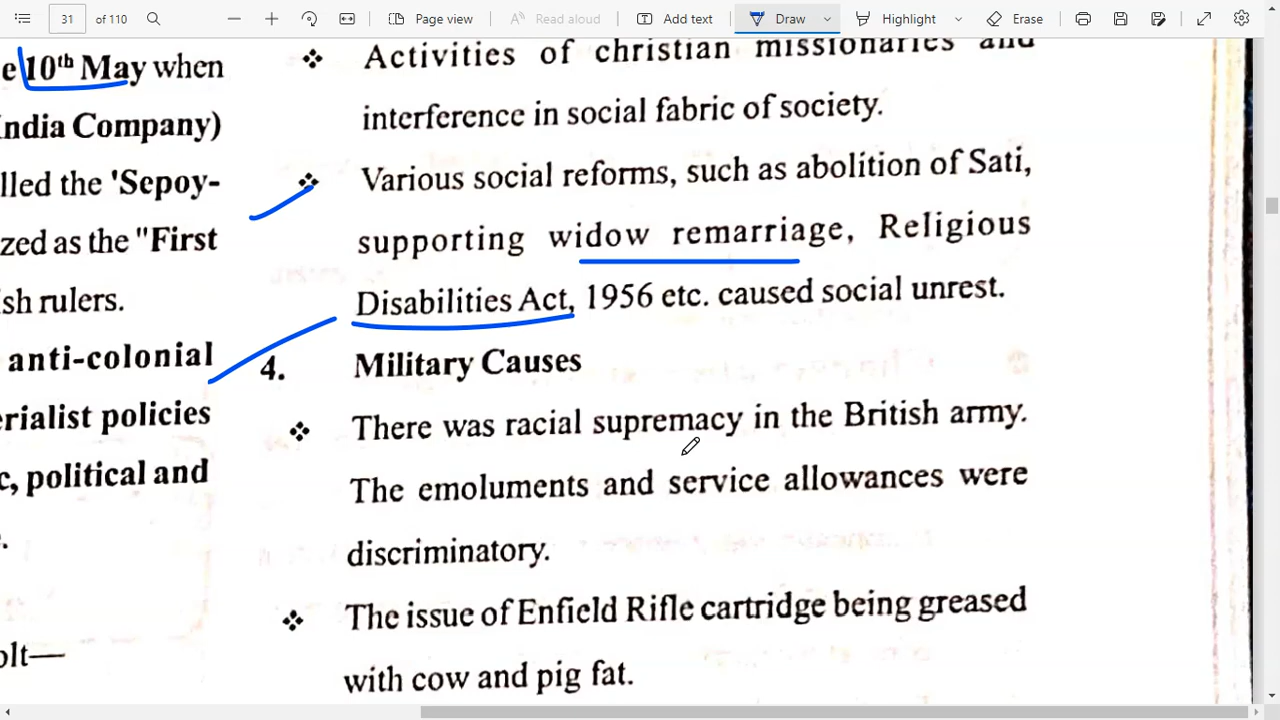 31 of 110 Page view Read aloud Add text Draw Highlight Erase
e 10th May when
India Company)
lled the 'Sepoy-
zed as the "First
sh rulers.
anti-colonial
erialist policies
c, political and
olt—
❖ Activities of christian missionaries and
interference in social fabric of society.
❖ Various social reforms, such as abolition of Sati,
supporting widow remarriage, Religious
Disabilities Act, 1956 etc. caused social unrest.
4. Military Causes
❖ There was racial supremacy in the British army.
The emoluments and service allowances were
discriminatory.
❖ The issue of Enfield Rifle cartridge being greased
with cow and pig fat.